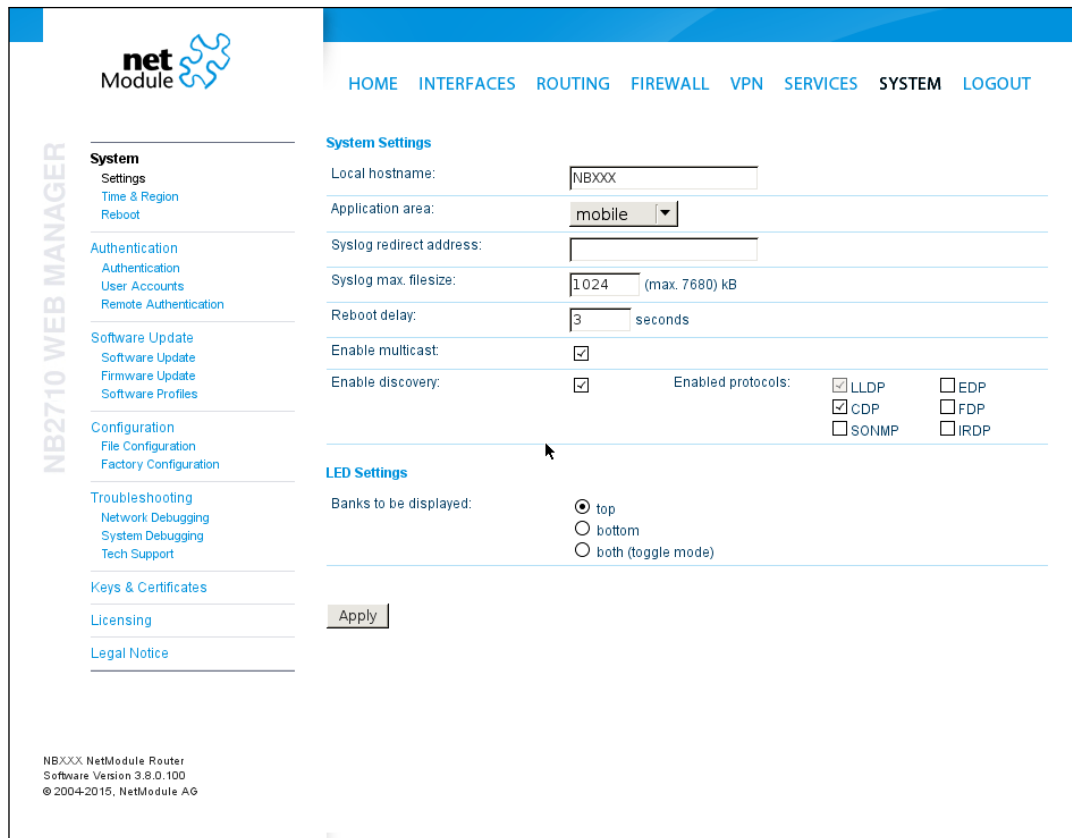 net
Module
HOME INTERFACES ROUTING FIREWALL VPN SERVICES SYSTEM LOGOUT
NB2710 WEB MANAGER
System
Settings
Time & Region
Reboot
Authentication
Authentication
User Accounts
Remote Authentication
Software Update
Software Update
Firmware Update
Software Profiles
Configuration
File Configuration
Factory Configuration
Troubleshooting
Network Debugging
System Debugging
Tech Support
Keys & Certificates
Licensing
Legal Notice
System Settings
Local hostname: NBXXX
Application area: mobile
Syslog redirect address:
Syslog max. filesize: 1024 (max. 7680) kB
Reboot delay: 3 seconds
Enable multicast:
Enable discovery: Enabled protocols: LLDP EDP
CDP FDP
SONMP IRDP
LED Settings
Banks to be displayed: top
bottom
both (toggle mode)
Apply
NBXXX NetModule Router
Software Version 3.8.0.100
© 2004-2015, NetModule AG